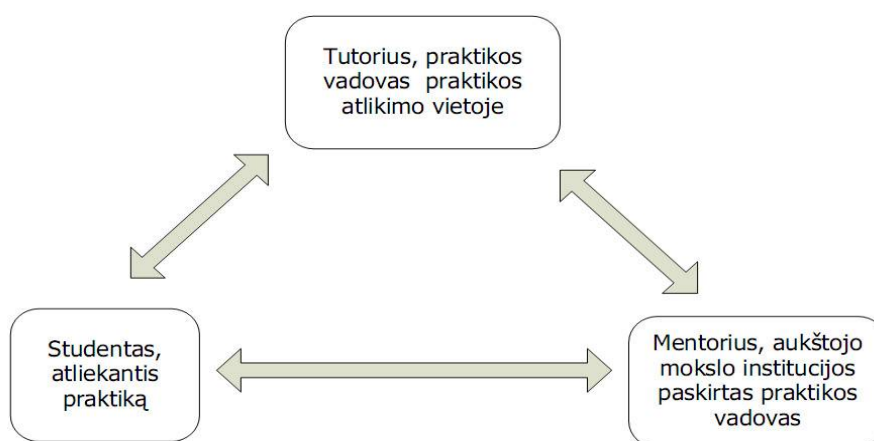 Tutorius, praktikos
vadovas praktikos
atlikimo vietoje
Studentas,
atliekantis
praktiką
Mentorius, aukštojo
mokslo institucijos
paskirtas praktikos
vadovas